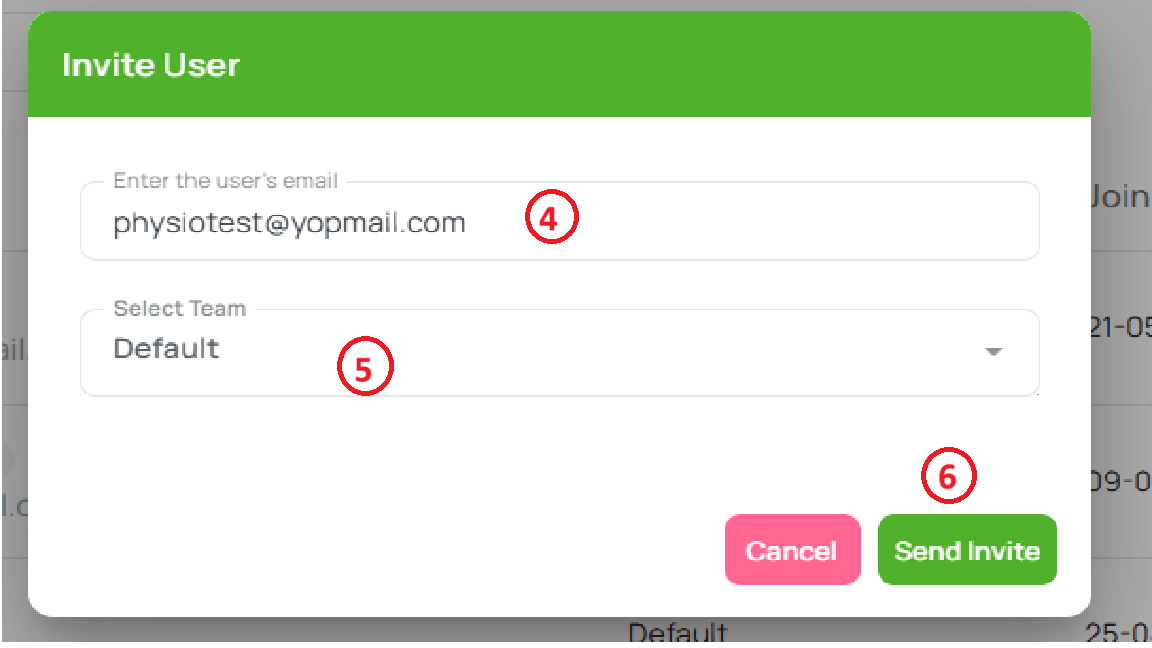 Invite User
Enter the user's email
physiotest@yopmail.com
4
Join
Select Team
Default
5
21-05
ail.
6
09-0
l.c
Cancel
Send Invite
Default
25-0